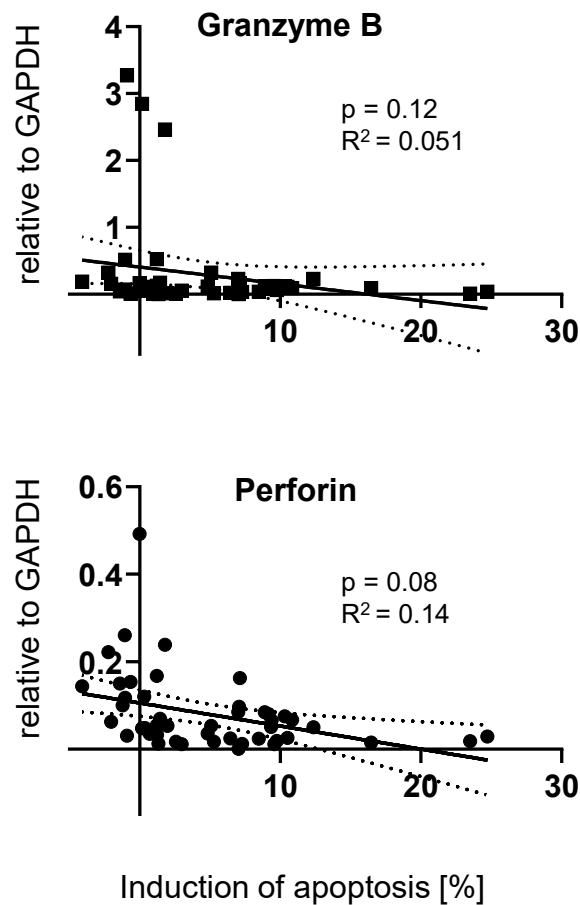 Granzyme B
relative to GAPDH
4
3
2
1
p = 0.12
R² = 0.051
10
20
30
Perforin
relative to GAPDH
0.6
0.4
0.2
p = 0.08
R² = 0.14
10
20
30
Induction of apoptosis [%]